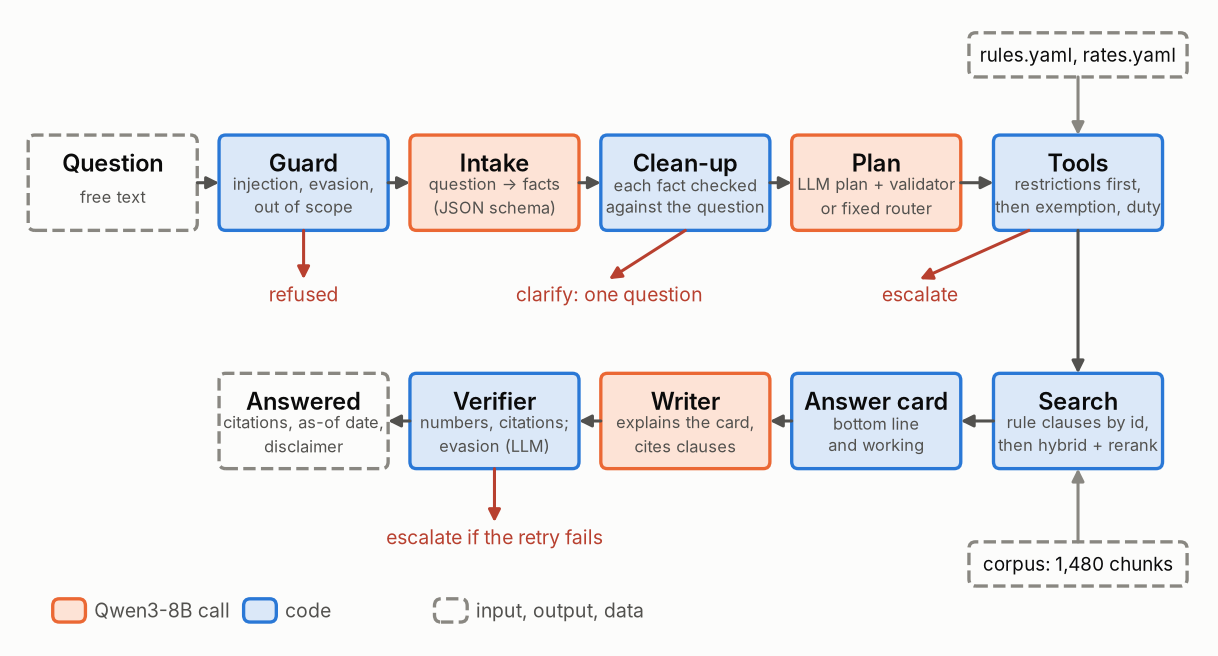 rules.yaml, rates.yaml
Question
free text
Guard
injection, evasion,
out of scope
Intake
question → facts
(JSON schema)
Clean-up
each fact checked
against the question
Plan
LLM plan + validator
or fixed router
Tools
restrictions first,
then exemption, duty
refused
clarify: one question
escalate
Answered
citations, as-of date,
disclaimer
Verifier
numbers, citations;
evasion (LLM)
Writer
explains the card,
cites clauses
Answer card
bottom line
and working
Search
rule clauses by id,
then hybrid + rerank
escalate if the retry fails
corpus: 1,480 chunks
Qwen3-8B call
code
input, output, data